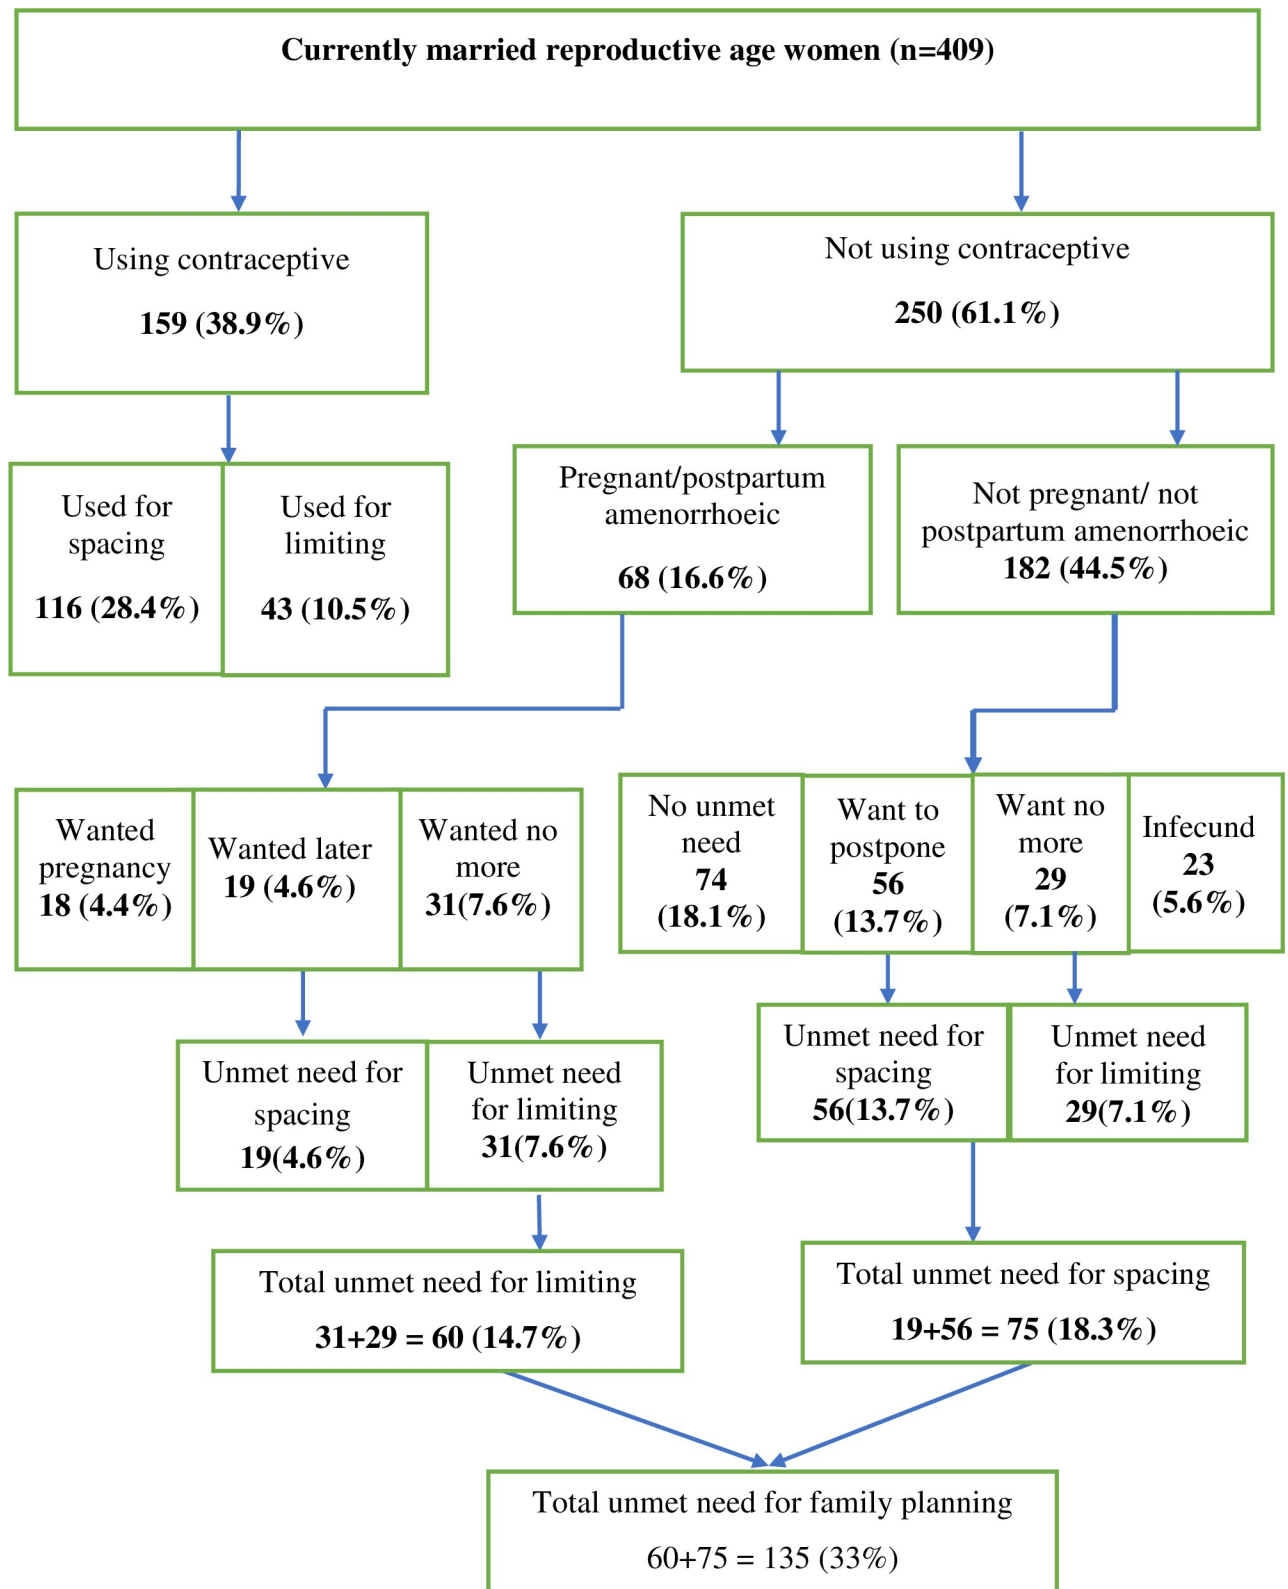 Currently married reproductive age women (n=409)
Using contraceptive
159 (38.9%)
Not using contraceptive
250 (61.1%)
Used for
spacing
116 (28.4%)
Used for
limiting
43 (10.5%)
Pregnant/postpartum
amenorrhoeic
68 (16.6%)
Not pregnant/ not
postpartum amenorrhoeic
182 (44.5%)
Wanted
pregnancy
18 (4.4%)
Wanted later
19 (4.6%)
Wanted no
more
31(7.6%)
No unmet
need
74
(18.1%)
Want to
postpone
56
(13.7%)
Want no
more
29
(7.1%)
Infecund
23
(5.6%)
Unmet need for
spacing
19(4.6%)
Unmet need
for limiting
31(7.6%)
Unmet need for
spacing
56(13.7%)
Unmet need
for limiting
29(7.1%)
Total unmet need for limiting
31+29 = 60 (14.7%)
Total unmet need for spacing
19+56 = 75 (18.3%)
Total unmet need for family planning
60+75 = 135 (33%)